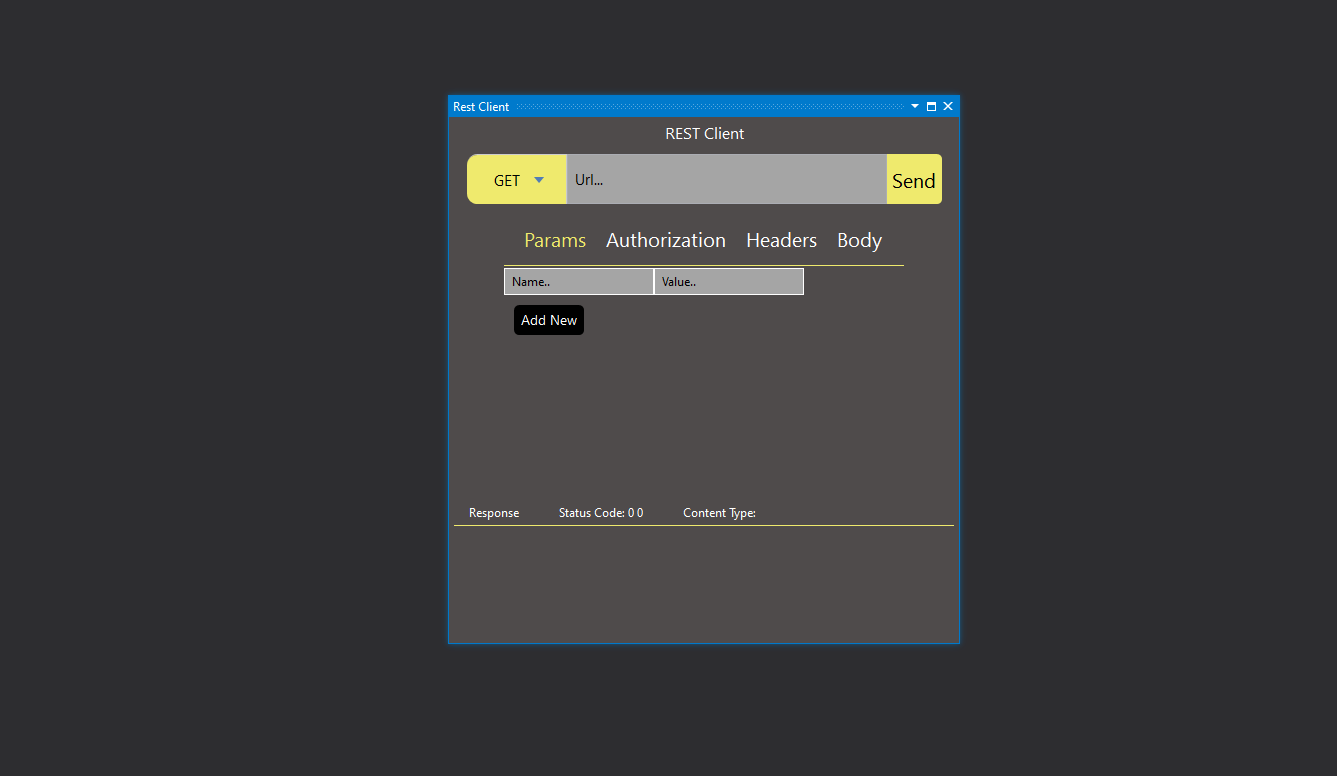 Rest Client
REST Client
GET Url... Send
Params Authorization Headers Body
Name.. Value..
Add New
Response Status Code: 0 0 Content Type: